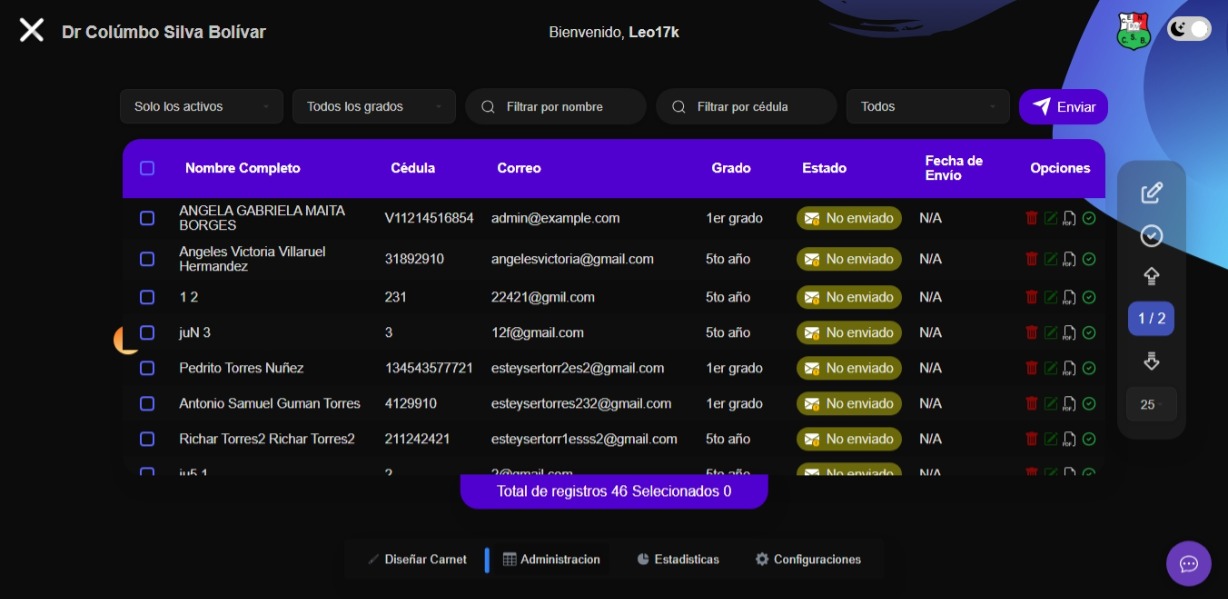 Dr Colúmbo Silva Bolívar
Bienvenido, Leo17k
C. S. B.
Solo los activos
Todos los grados
Filtrar por nombre
Filtrar por cédula
Todos
Enviar
Nombre Completo Cédula Correo Grado Estado Fecha de Envío Opciones
ANGELA GABRIELA MAITA BORGES V11214516854 admin@example.com 1er grado No enviado N/A PDF
Angeles Victoria Villaruel Hermandez 31892910 angelesvictoria@gmail.com 5to año No enviado N/A PDF
1 2 231 22421@gmil.com 5to año No enviado N/A PDF
juN 3 3 12f@gmail.com 5to año No enviado N/A PDF
Pedrito Torres Nuñez 134543577721 esteysertorr2es2@gmail.com 1er grado No enviado N/A PDF
Antonio Samuel Guman Torres 4129910 esteysertorres232@gmail.com 1er grado No enviado N/A PDF
Richar Torres2 Richar Torres2 211242421 esteysertorr1esss2@gmail.com 5to año No enviado N/A PDF
ju5 1 2 2@gmail.com 5to año No enviado N/A
1 / 2
25
Total de registros 46 Selecionados 0
Diseñar Carnet
Administracion
Estadisticas
Configuraciones